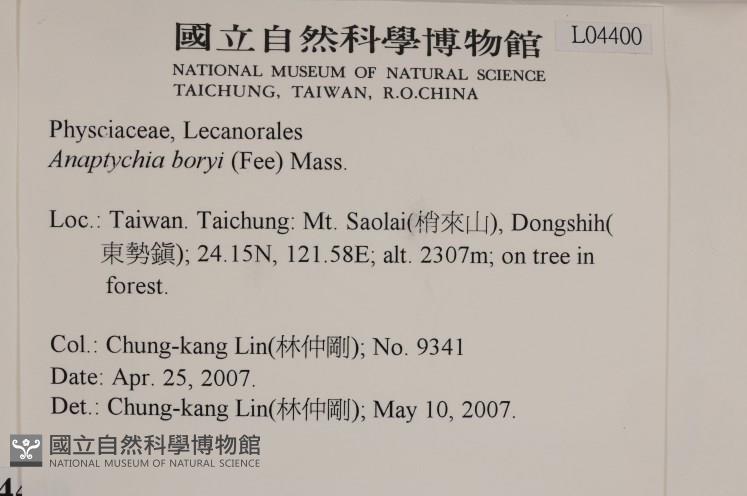 國立自然科學博物館
L04400
NATIONAL MUSEUM OF NATURAL SCIENCE
TAICHUNG, TAIWAN, R.O.CHINA
Physciaceae, Lecanorales
Anaptychia boryi (Fee) Mass.
Loc.: Taiwan. Taichung: Mt. Saolai(梢來山), Dongshih(
東勢鎭); 24.15N, 121.58E; alt. 2307m; on tree in
forest.
Col.: Chung-kang Lin(林仲剛); No. 9341
Date: Apr. 25, 2007.
Det.: Chung-kang Lin(林仲剛); May 10, 2007.
國立自然科學博物館
NATIONAL MUSEUM OF NATURAL SCIENCE